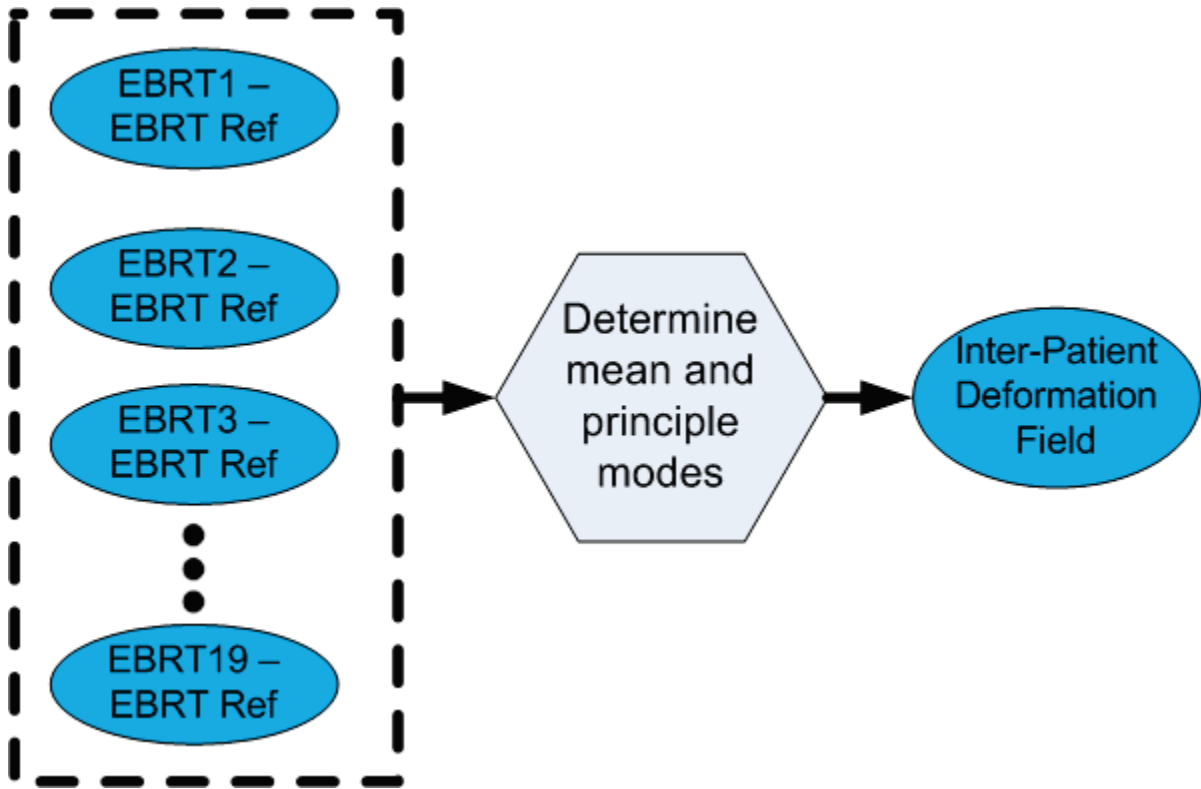 EBRT1 –
EBRT Ref
EBRT2 –
EBRT Ref
EBRT3 –
EBRT Ref
EBRT19 –
EBRT Ref
Determine
mean and
principle
modes
Inter-Patient
Deformation
Field